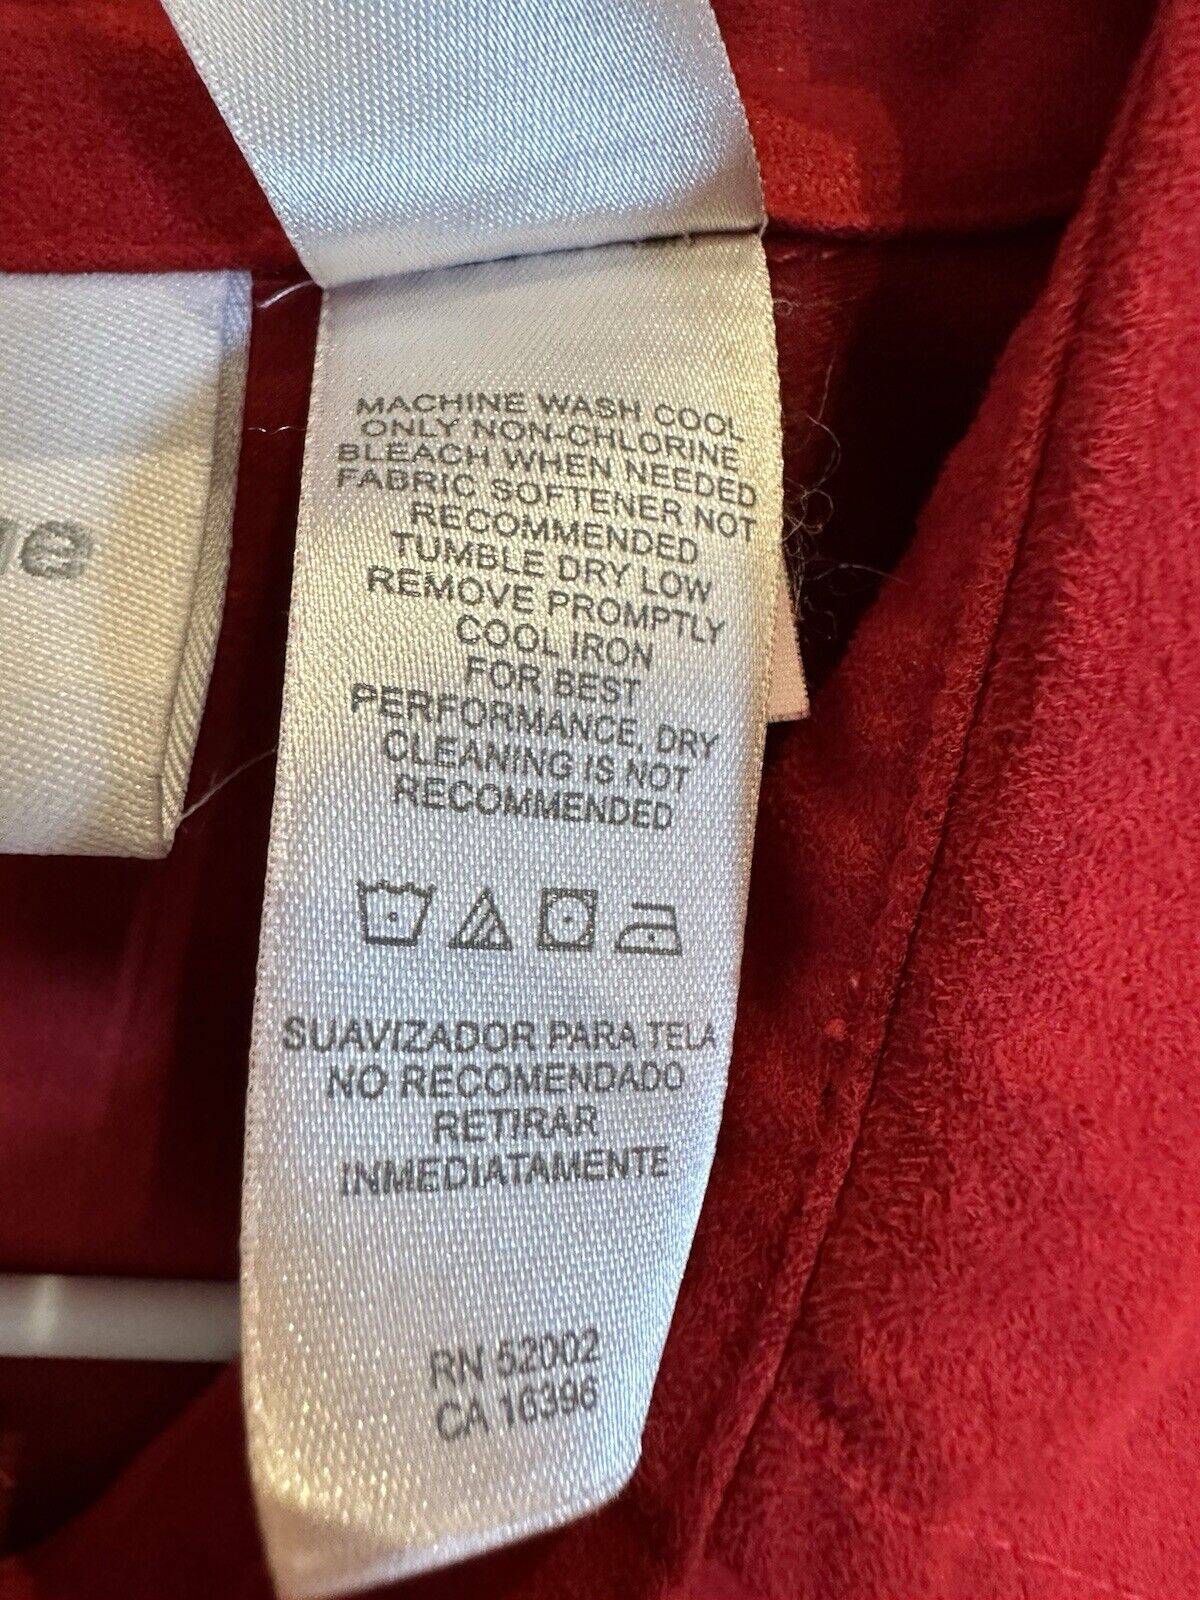 MACHINE WASH COOL
ONLY NON-CHLORINE
BLEACH WHEN NEEDED
FABRIC SOFTENER NOT
RECOMMENDED
TUMBLE DRY LOW
REMOVE PROMPTLY
COOL IRON
FOR BEST
PERFORMANCE, DRY
CLEANING IS NOT
RECOMMENDED
SUAVIZADOR PARA TELA
NO RECOMENDADO
RETIRAR
INMEDIATAMENTE
RN 52002
CA 16396